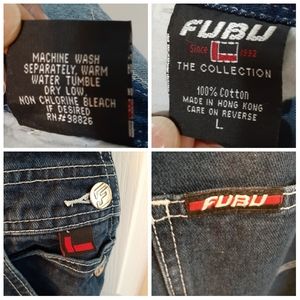 MACHINE WASH
SEPARATELY, WARM
WATER TUMBLE
DRY LOW,
NON CHLORINE BLEACH
IF DESIRED
RN# 98826
FUBU
Since 1992
THE COLLECTION
100% Cotton
MADE IN HONG KONG
CARE ON REVERSE
L
F
FUBU